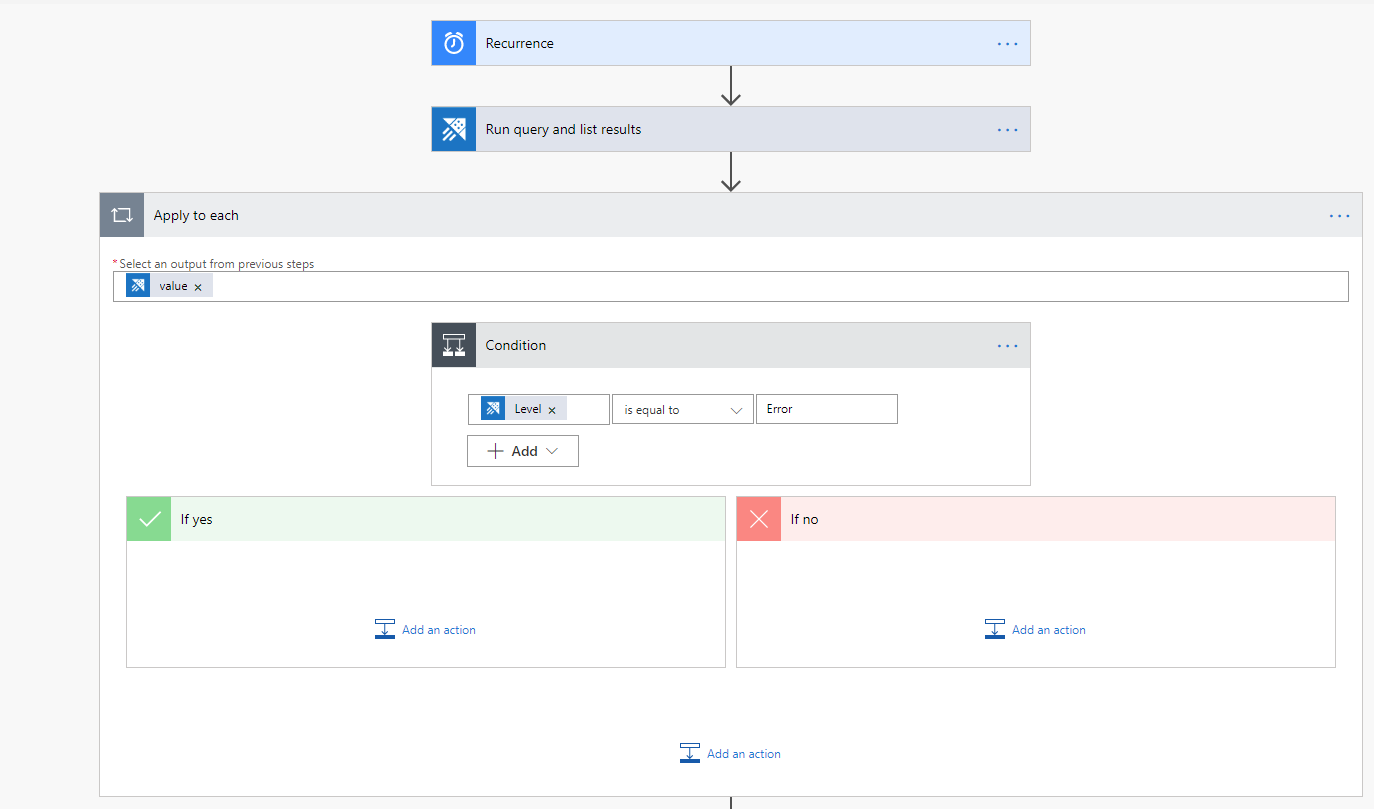 Recurrence
Run query and list results
Apply to each
*Select an output from previous steps
value ×
Condition
Level × is equal to Error
+ Add
If yes If no
Add an action Add an action
Add an action